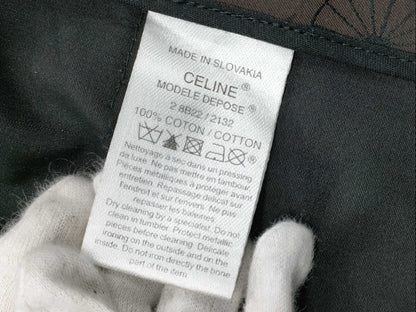 MADE IN SLOVAKIA
CELINE®
MODELE DEPOSE®
2 8B22 / 2132
100% COTON / COTTON
Nettoyage à sec dans un pressing
de luxe. Ne pas mettre en tambour.
Pièces métalliques à protéger avant
d'entretien. Repassage délicat sur
l'endroit et sur l'envers. Ne pas
repasser les baleines
Dry cleaning by a specialist. Do not
clean in tumbler. Protect metallic
pieces before cleaning. Delicate
ironing on the outside and on the
inside. Do not iron directly the bone
part of the item.